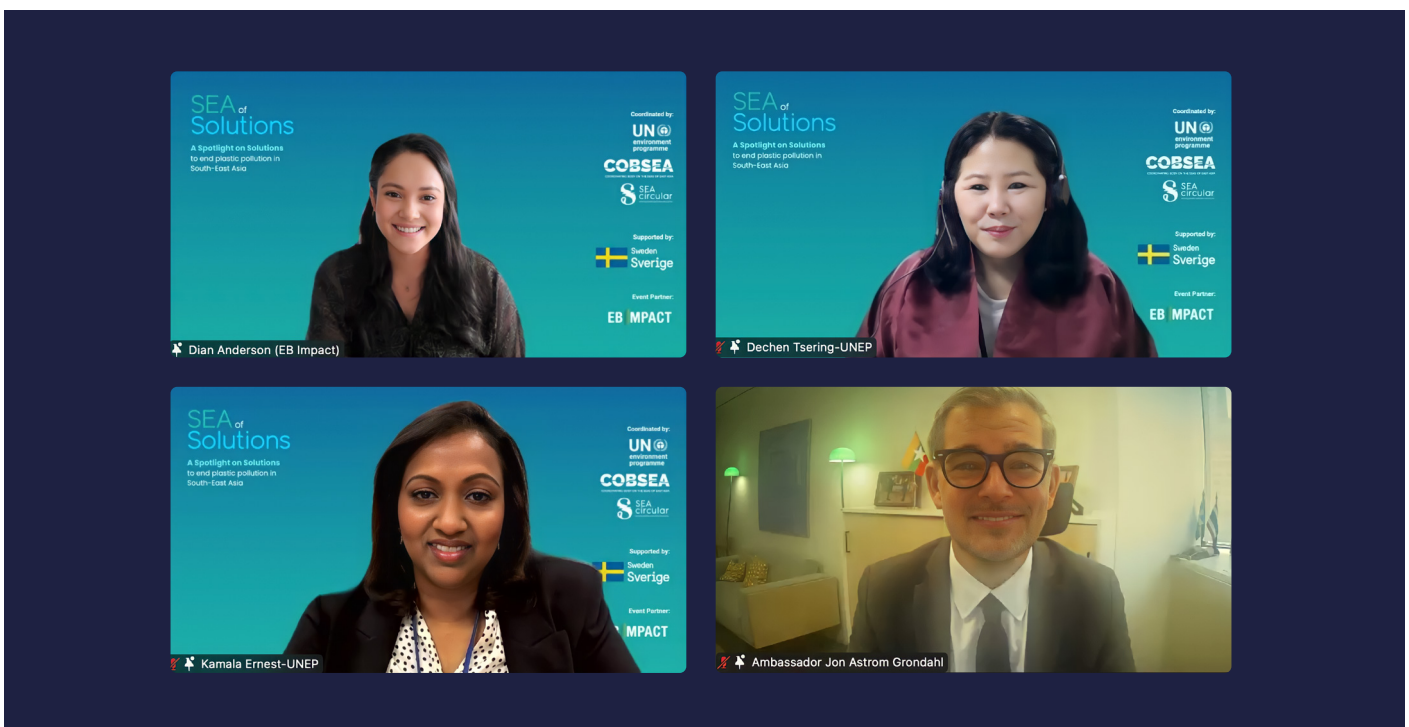 SEA of
Solutions
A Spotlight on Solutions
to end plastic pollution in
South-East Asia
Coordinated by:
UN
environment
programme
COBSEA
SEA
circular
Supported by:
Sweden
Sverige
Event Partner:
EB IMPACT
Dian Anderson (EB Impact)
SEA of
Solutions
A Spotlight on Solutions
to end plastic pollution in
South-East Asia
Coordinated by:
UN
environment
programme
COBSEA
SEA
circular
Supported by:
Sweden
Sverige
Event Partner:
EB IMPACT
Dechen Tsering-UNEP
SEA of
Solutions
A Spotlight on Solutions
to end plastic pollution in
South-East Asia
Coordinated by:
UN
environment
programme
COBSEA
SEA
circular
Supported by:
Sweden
Sverige
Event Partner:
MPACT
Kamala Ernest-UNEP
Ambassador Jon Astrom Grondahl